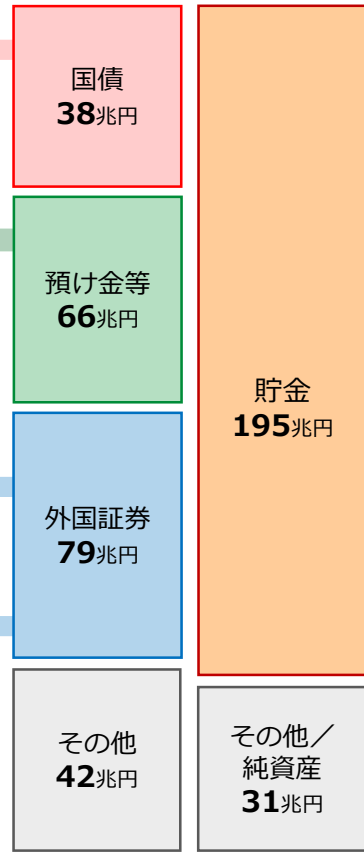 国債
38兆円
預け金等
66兆円
外国証券
79兆円
その他
42兆円
貯金
195兆円
その他／
純資産
31兆円